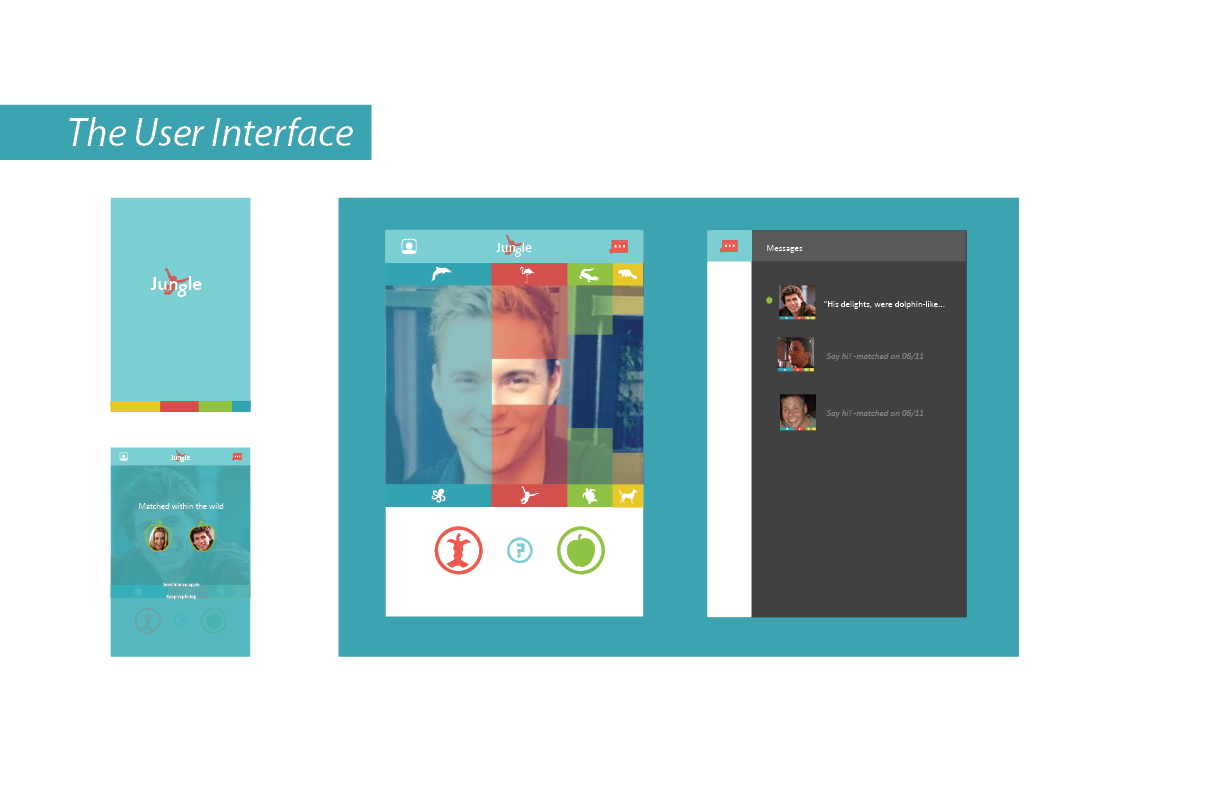 The User Interface
Jungle
Jungle
Matched within the wild
Send him an apple
Keep exploring
Jungle
?
Messages
"His delights, were dolphin-like...
Say hi! -matched on 06/11
Say hi! -matched on 06/11